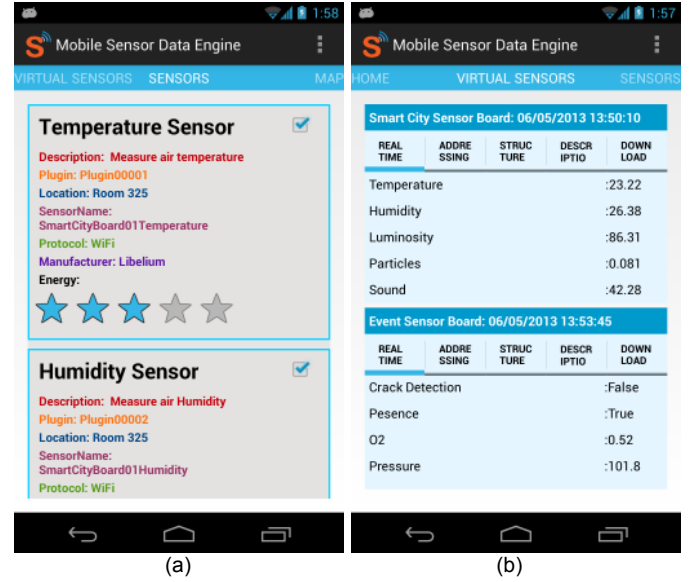 1:58
S Mobile Sensor Data Engine
VIRTUAL SENSORS SENSORS MAP
Temperature Sensor
Description: Measure air temperature
Plugin: Plugin00001
Location: Room 325
SensorName:
SmartCityBoard01Temperature
Protocol: WiFi
Manufacturer: Libelium
Energy:
Humidity Sensor
Description: Measure air Humidity
Plugin: Plugin00002
Location: Room 325
SensorName:
SmartCityBoard01Humidity
Protocol: WiFi
(a)
1:57
S Mobile Sensor Data Engine
HOME VIRTUAL SENSORS SENSORS
Smart City Sensor Board: 06/05/2013 13:50:10
REAL ADDRE STRUC DESCR DOWN
TIME SSING TURE IPTIO LOAD
Temperature :23.22
Humidity :26.38
Luminosity :86.31
Particles :0.081
Sound :42.28
Event Sensor Board: 06/05/2013 13:53:45
REAL ADDRE STRUC DESCR DOWN
TIME SSING TURE IPTIO LOAD
Crack Detection :False
Pesence :True
O2 :0.52
Pressure :101.8
(b)